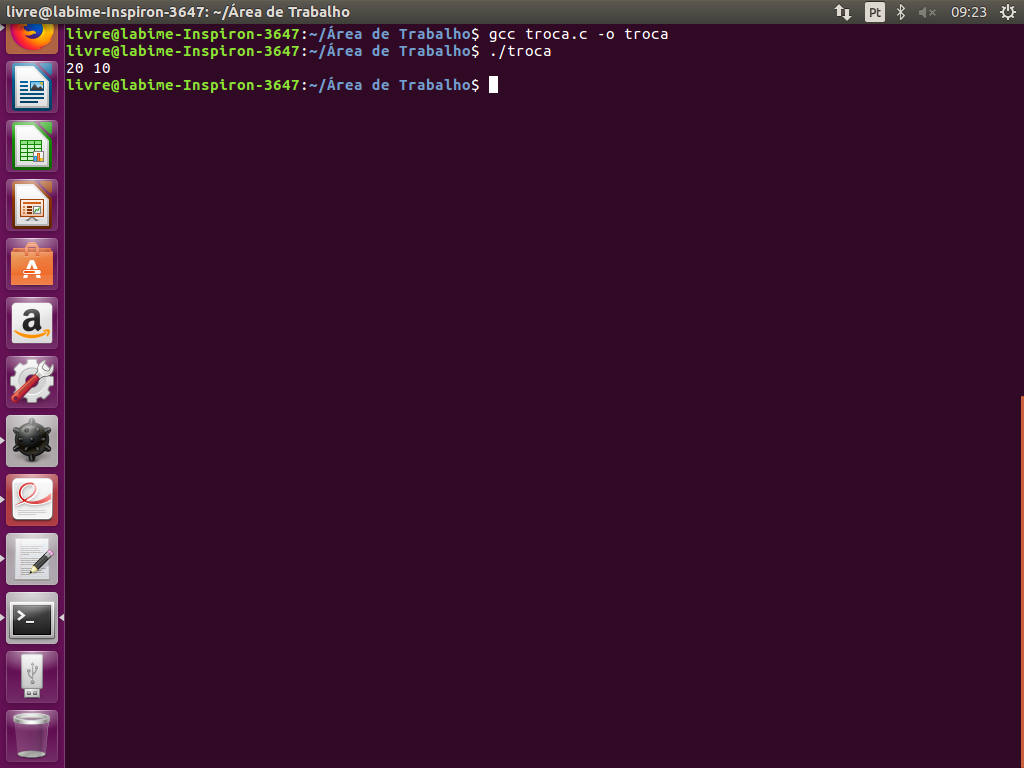 livre@labime-Inspiron-3647: ~/Área de Trabalho
Pt
09:23
livre@labime-Inspiron-3647:~/Área de Trabalho$ gcc troca.c -o troca
livre@labime-Inspiron-3647:~/Área de Trabalho$ ./troca
20 10
livre@labime-Inspiron-3647:~/Área de Trabalho$